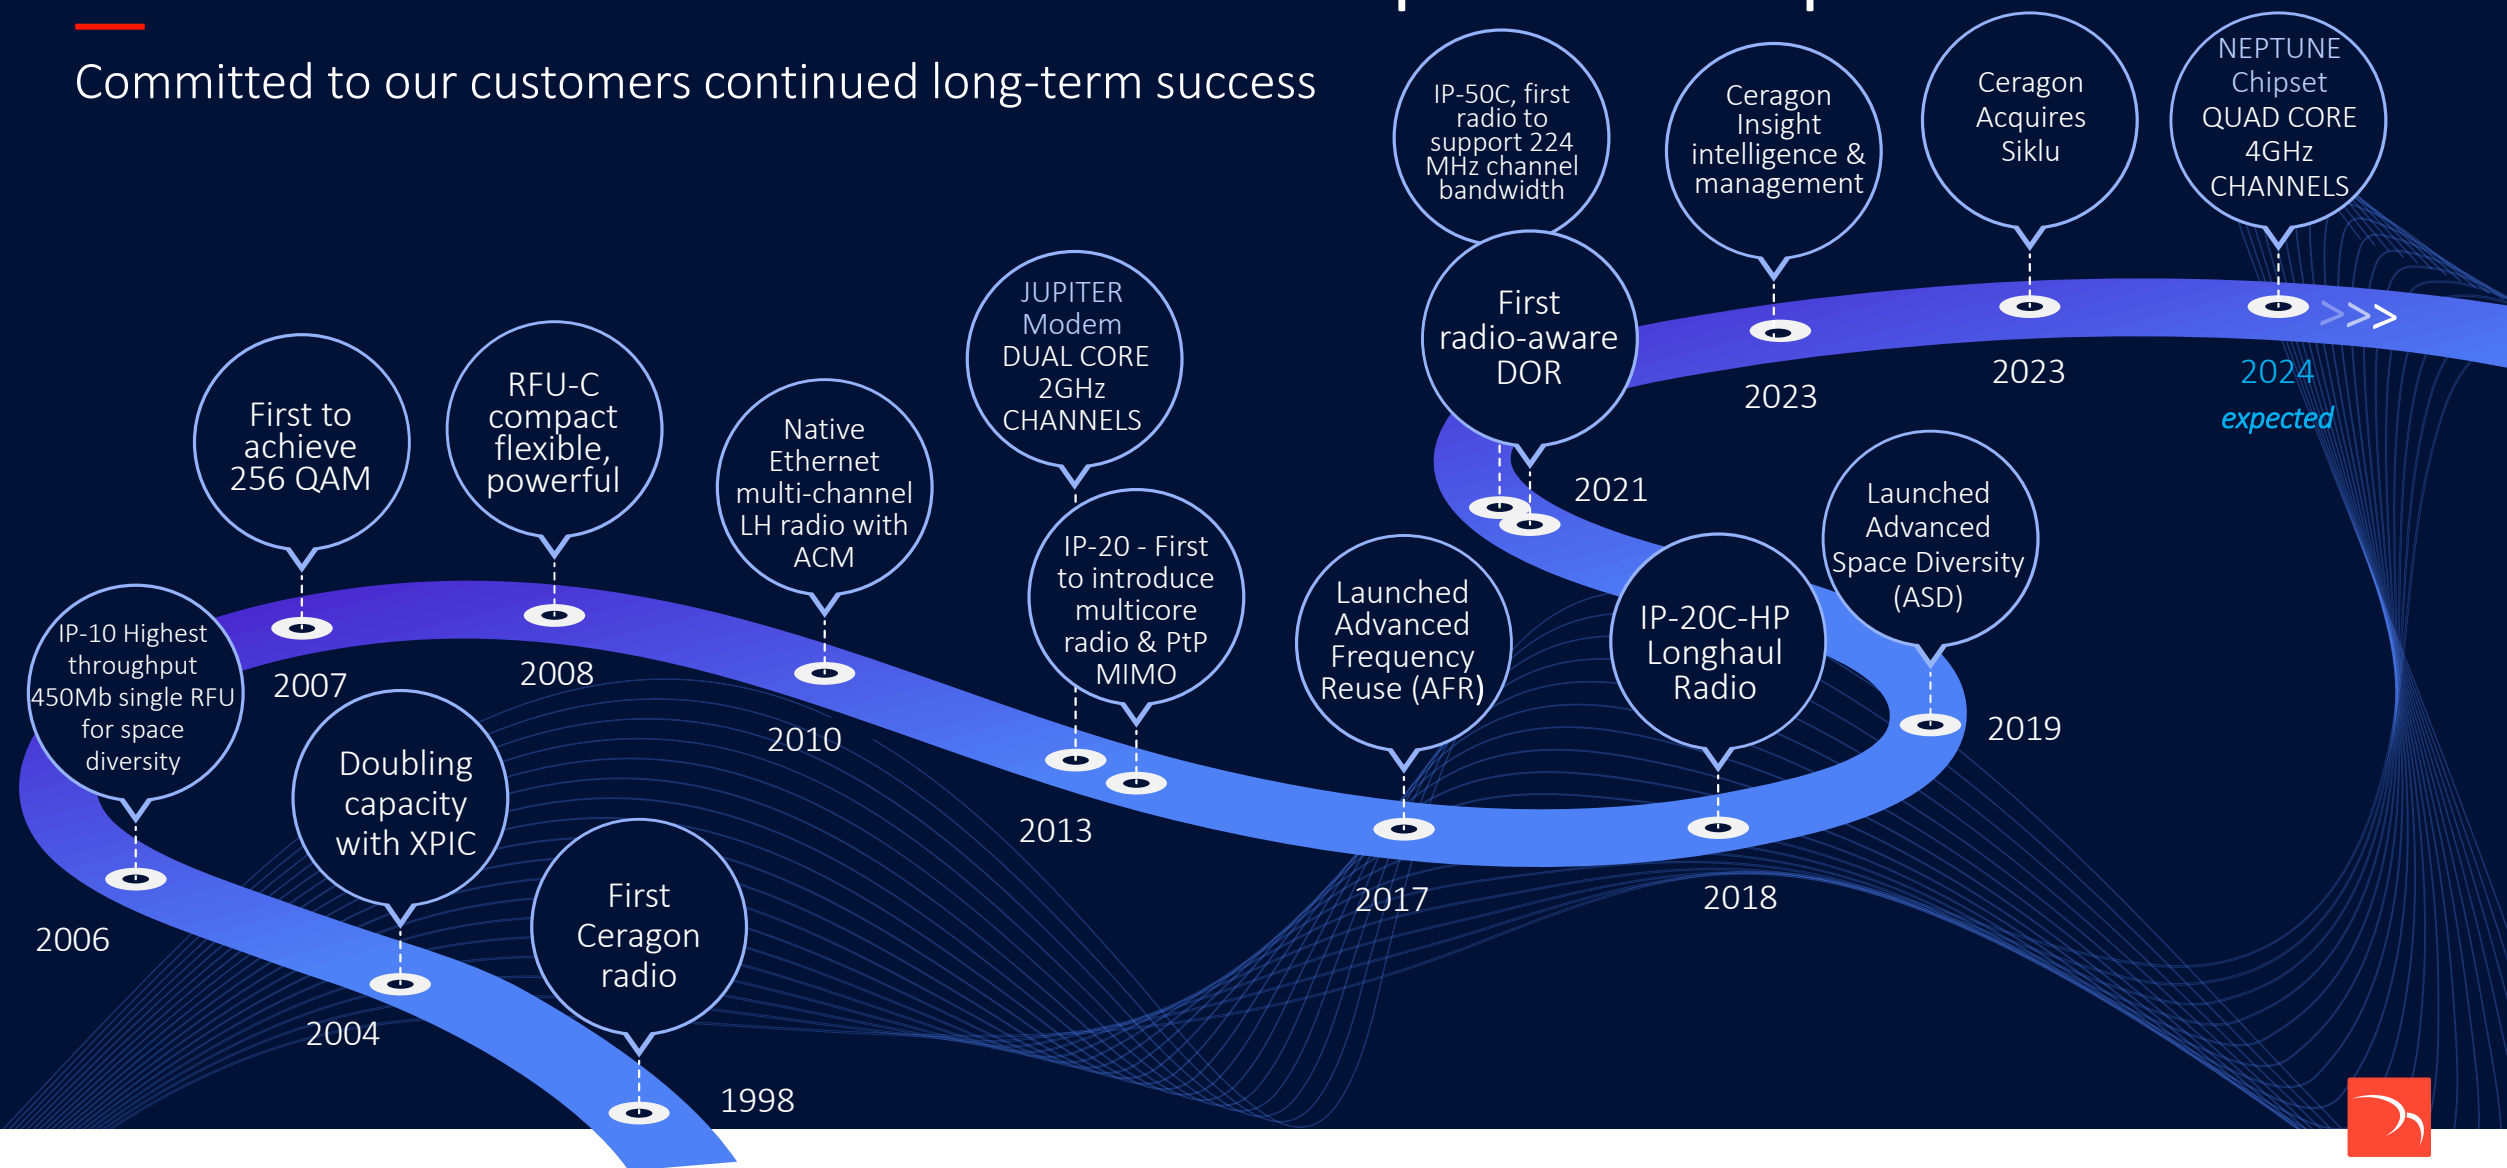 Committed to our customers continued long-term success
First
Ceragon
radio
1998
Doubling
capacity
with XPIC
2004
IP-10 Highest
throughput
450Mb single RFU
for space
diversity
2006
First to
achieve
256 QAM
2007
RFU-C
compact
flexible,
powerful
2008
Native
Ethernet
multi-channel
LH radio with
ACM
2010
JUPITER
Modem
DUAL CORE
2GHz
CHANNELS
IP-20 - First
to introduce
multicore
radio & PtP
MIMO
2013
Launched
Advanced
Frequency
Reuse (AFR)
2017
IP-20C-HP
Longhaul
Radio
2018
Launched
Advanced
Space Diversity
(ASD)
2019
IP-50C, first
radio to
support 224
MHz channel
bandwidth
First
radio-aware
DOR
2021
Ceragon
Insight
intelligence &
management
2023
Ceragon
Acquires
Siklu
2023
NEPTUNE
Chipset
QUAD CORE
4GHz
CHANNELS
>>>
2024
expected